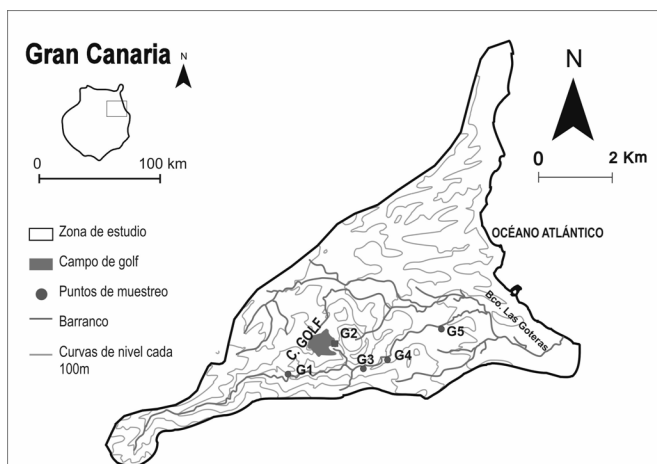 Gran Canaria
N
0 100 km
Zona de estudio
Campo de golf
Puntos de muestreo
Barranco
Curvas de nivel cada
100m
N
0 2 Km
OCÉANO ATLÁNTICO
Bco. Las Goteras
C. GOLF
G2
G5
G4
G3
G1